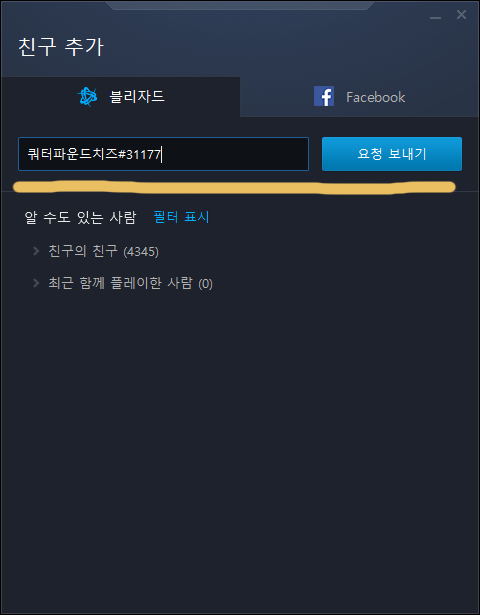 친구 추가
블리자드
Facebook
쿼터파운드치즈#31177
요청 보내기
알 수도 있는 사람 필터 표시
친구의 친구 (4345)
최근 함께 플레이한 사람 (0)